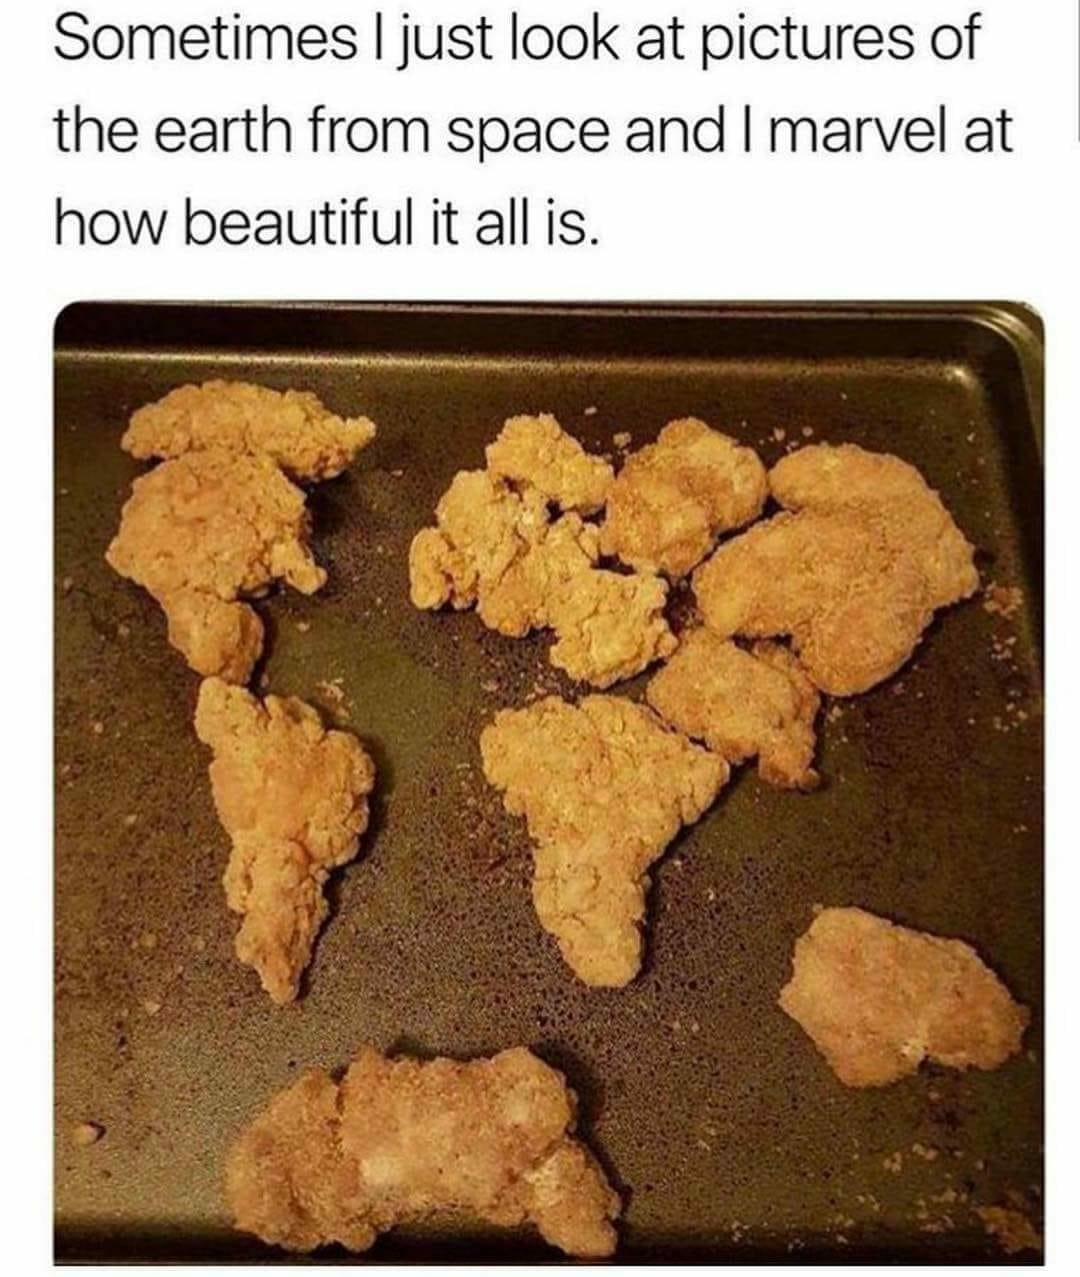 Sometimes I just look at pictures of
the earth from space and I marvel at
how beautiful it all is.